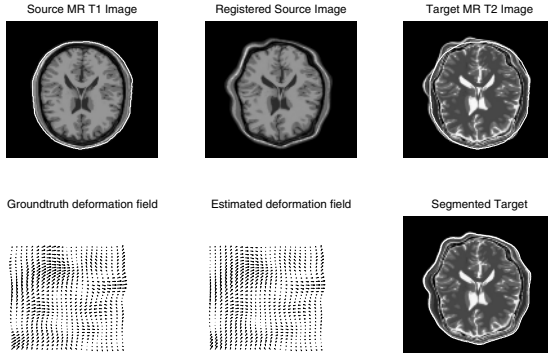 Source MR T1 Image
Registered Source Image
Target MR T2 Image
Groundtruth deformation field
Estimated deformation field
Segmented Target